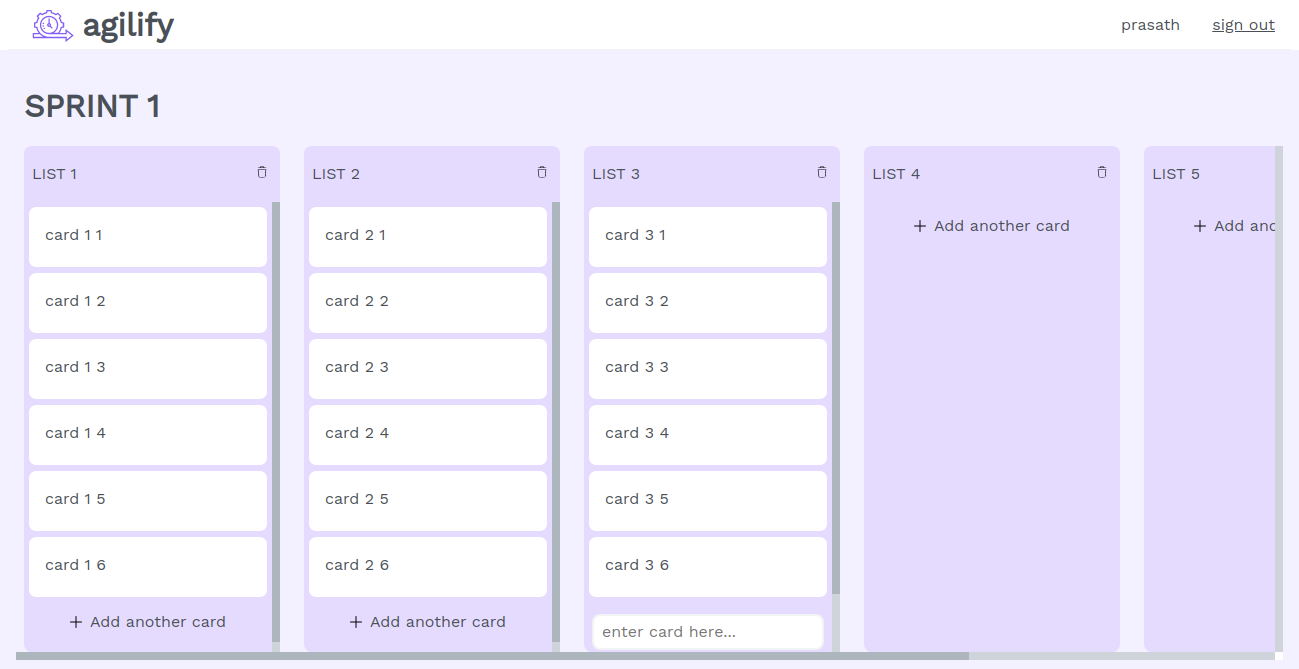 agilify
prasath
sign out
SPRINT 1
LIST 1
card 1 1
card 1 2
card 1 3
card 1 4
card 1 5
card 1 6
+ Add another card
LIST 2
card 2 1
card 2 2
card 2 3
card 2 4
card 2 5
card 2 6
+ Add another card
LIST 3
card 3 1
card 3 2
card 3 3
card 3 4
card 3 5
card 3 6
enter card here...
LIST 4
+ Add another card
LIST 5
+ Add